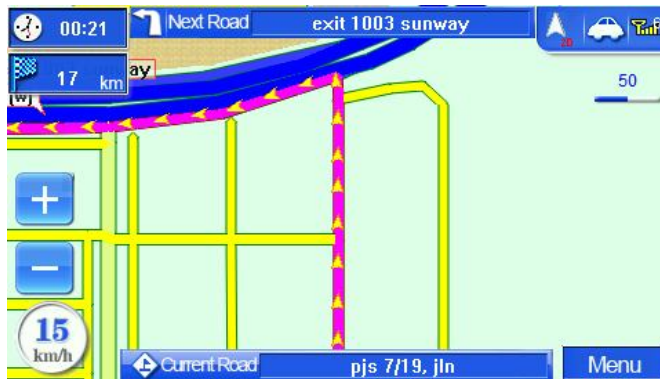 00:21
Next Road exit 1003 sunway
2D
17 km
ay
(W)
50
+
−
15
km/h
Current Road pjs 7/19, jln
Menu